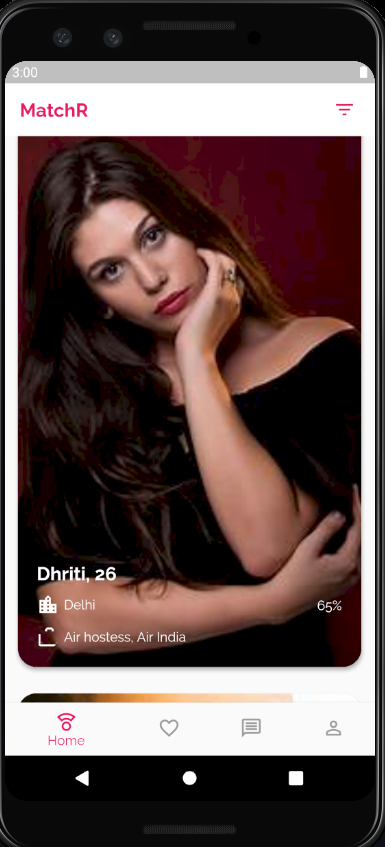 3:00
MatchR
Dhriti, 26
Delhi
65%
Air hostess, Air India
Home